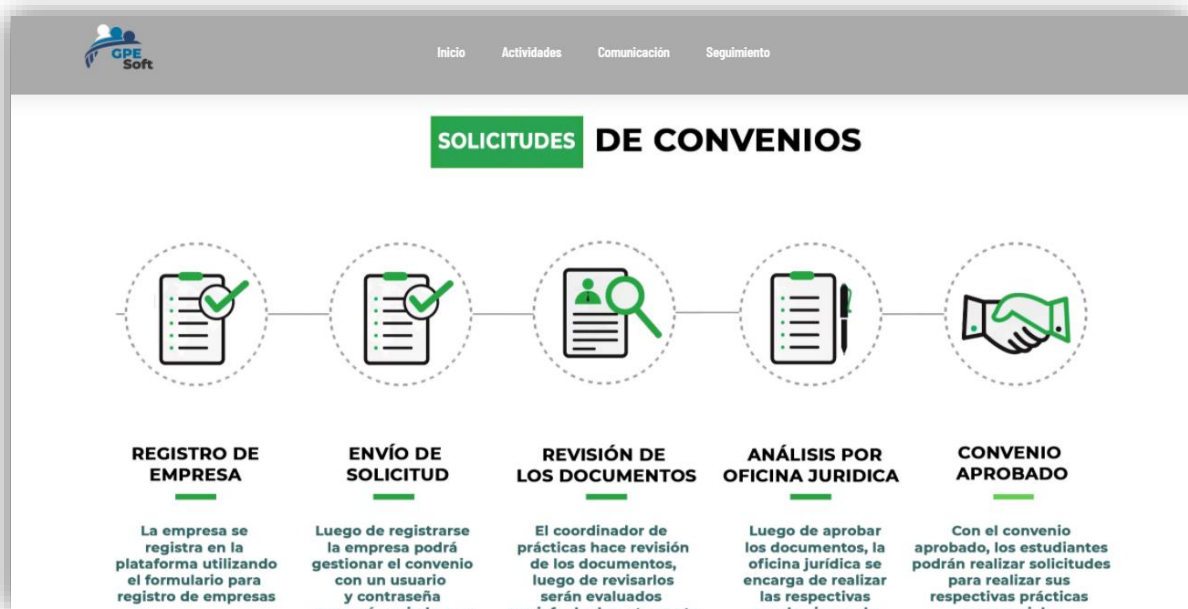 GPE
Soft
Inicio Actividades Comunicación Seguimiento
SOLICITUDES DE CONVENIOS
REGISTRO DE
EMPRESA
La empresa se
registra en la
plataforma utilizando
el formulario para
registro de empresas
ENVÍO DE
SOLICITUD
Luego de registrarse
la empresa podrá
gestionar el convenio
con un usuario
y contraseña
REVISIÓN DE
LOS DOCUMENTOS
El coordinador de
prácticas hace revisión
de los documentos,
luego de revisarlos
serán evaluados
ANÁLISIS POR
OFICINA JURIDICA
Luego de aprobar
los documentos, la
oficina jurídica se
encarga de realizar
las respectivas
CONVENIO
APROBADO
Con el convenio
aprobado, los estudiantes
podrán realizar solicitudes
para realizar sus
respectivas prácticas